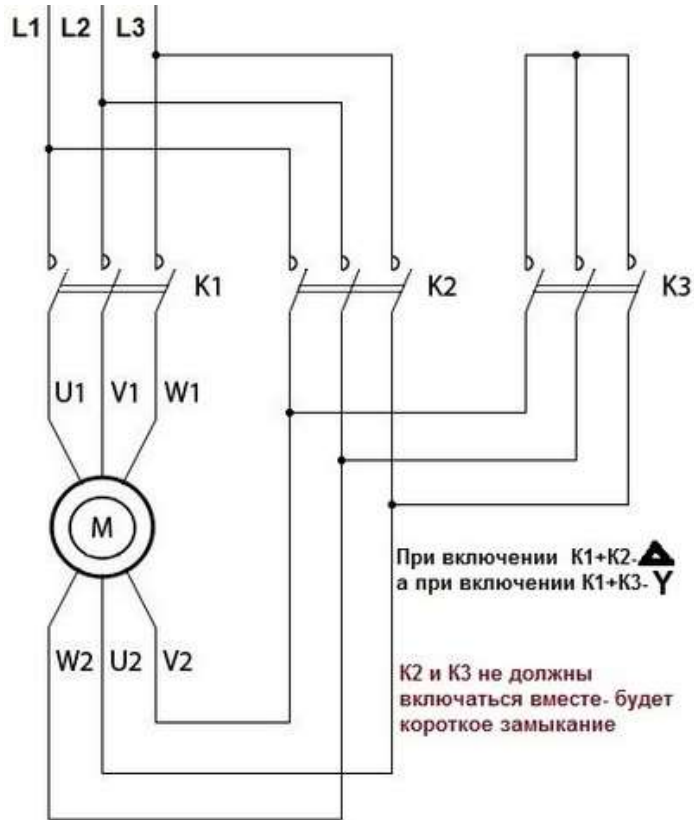 L1 L2 L3
K1 K2 K3
U1 V1 W1
M
При включении К1+К2-
а при включении К1+К3- Y
W2 U2 V2
К2 и К3 не должны
включаться вместе- будет
короткое замыкание